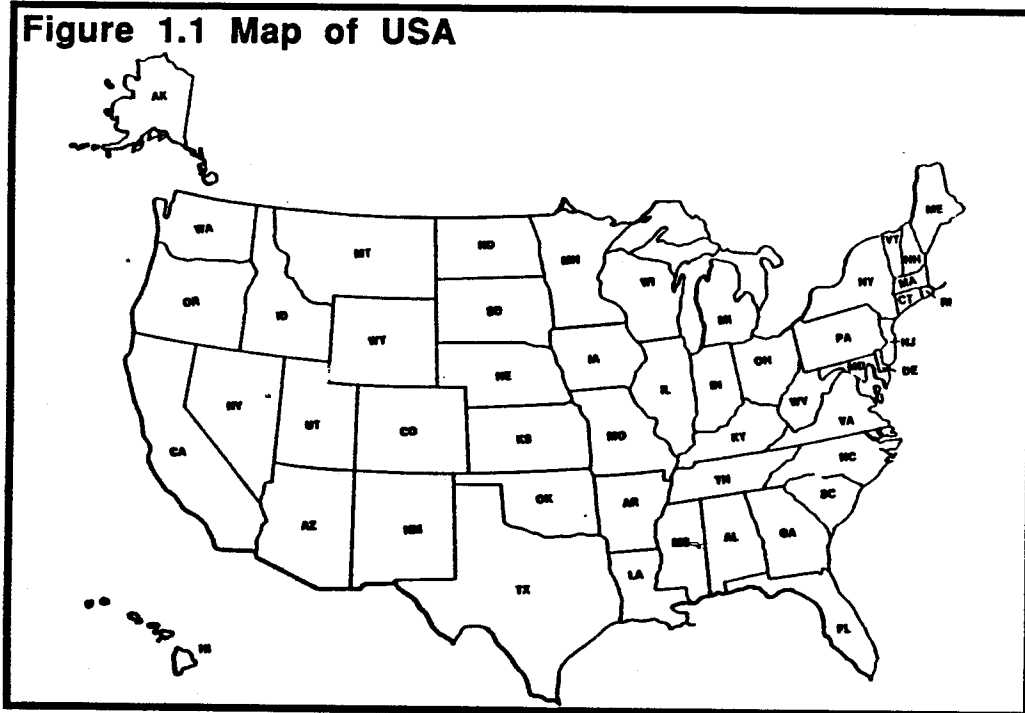 Figure 1.1 Map of USA
AK
ME
WA
VT
MT
ND
MN
NH
OR
ID
SD
WI
NY
MA
CT
RI
MI
WY
PA
NJ
IA
NE
OH
MD
DE
IL
IN
NV
UT
CO
WV
VA
CA
KS
MO
KY
NC
TN
OK
AR
SC
AZ
NM
MS
AL
GA
LA
TX
FL
HI